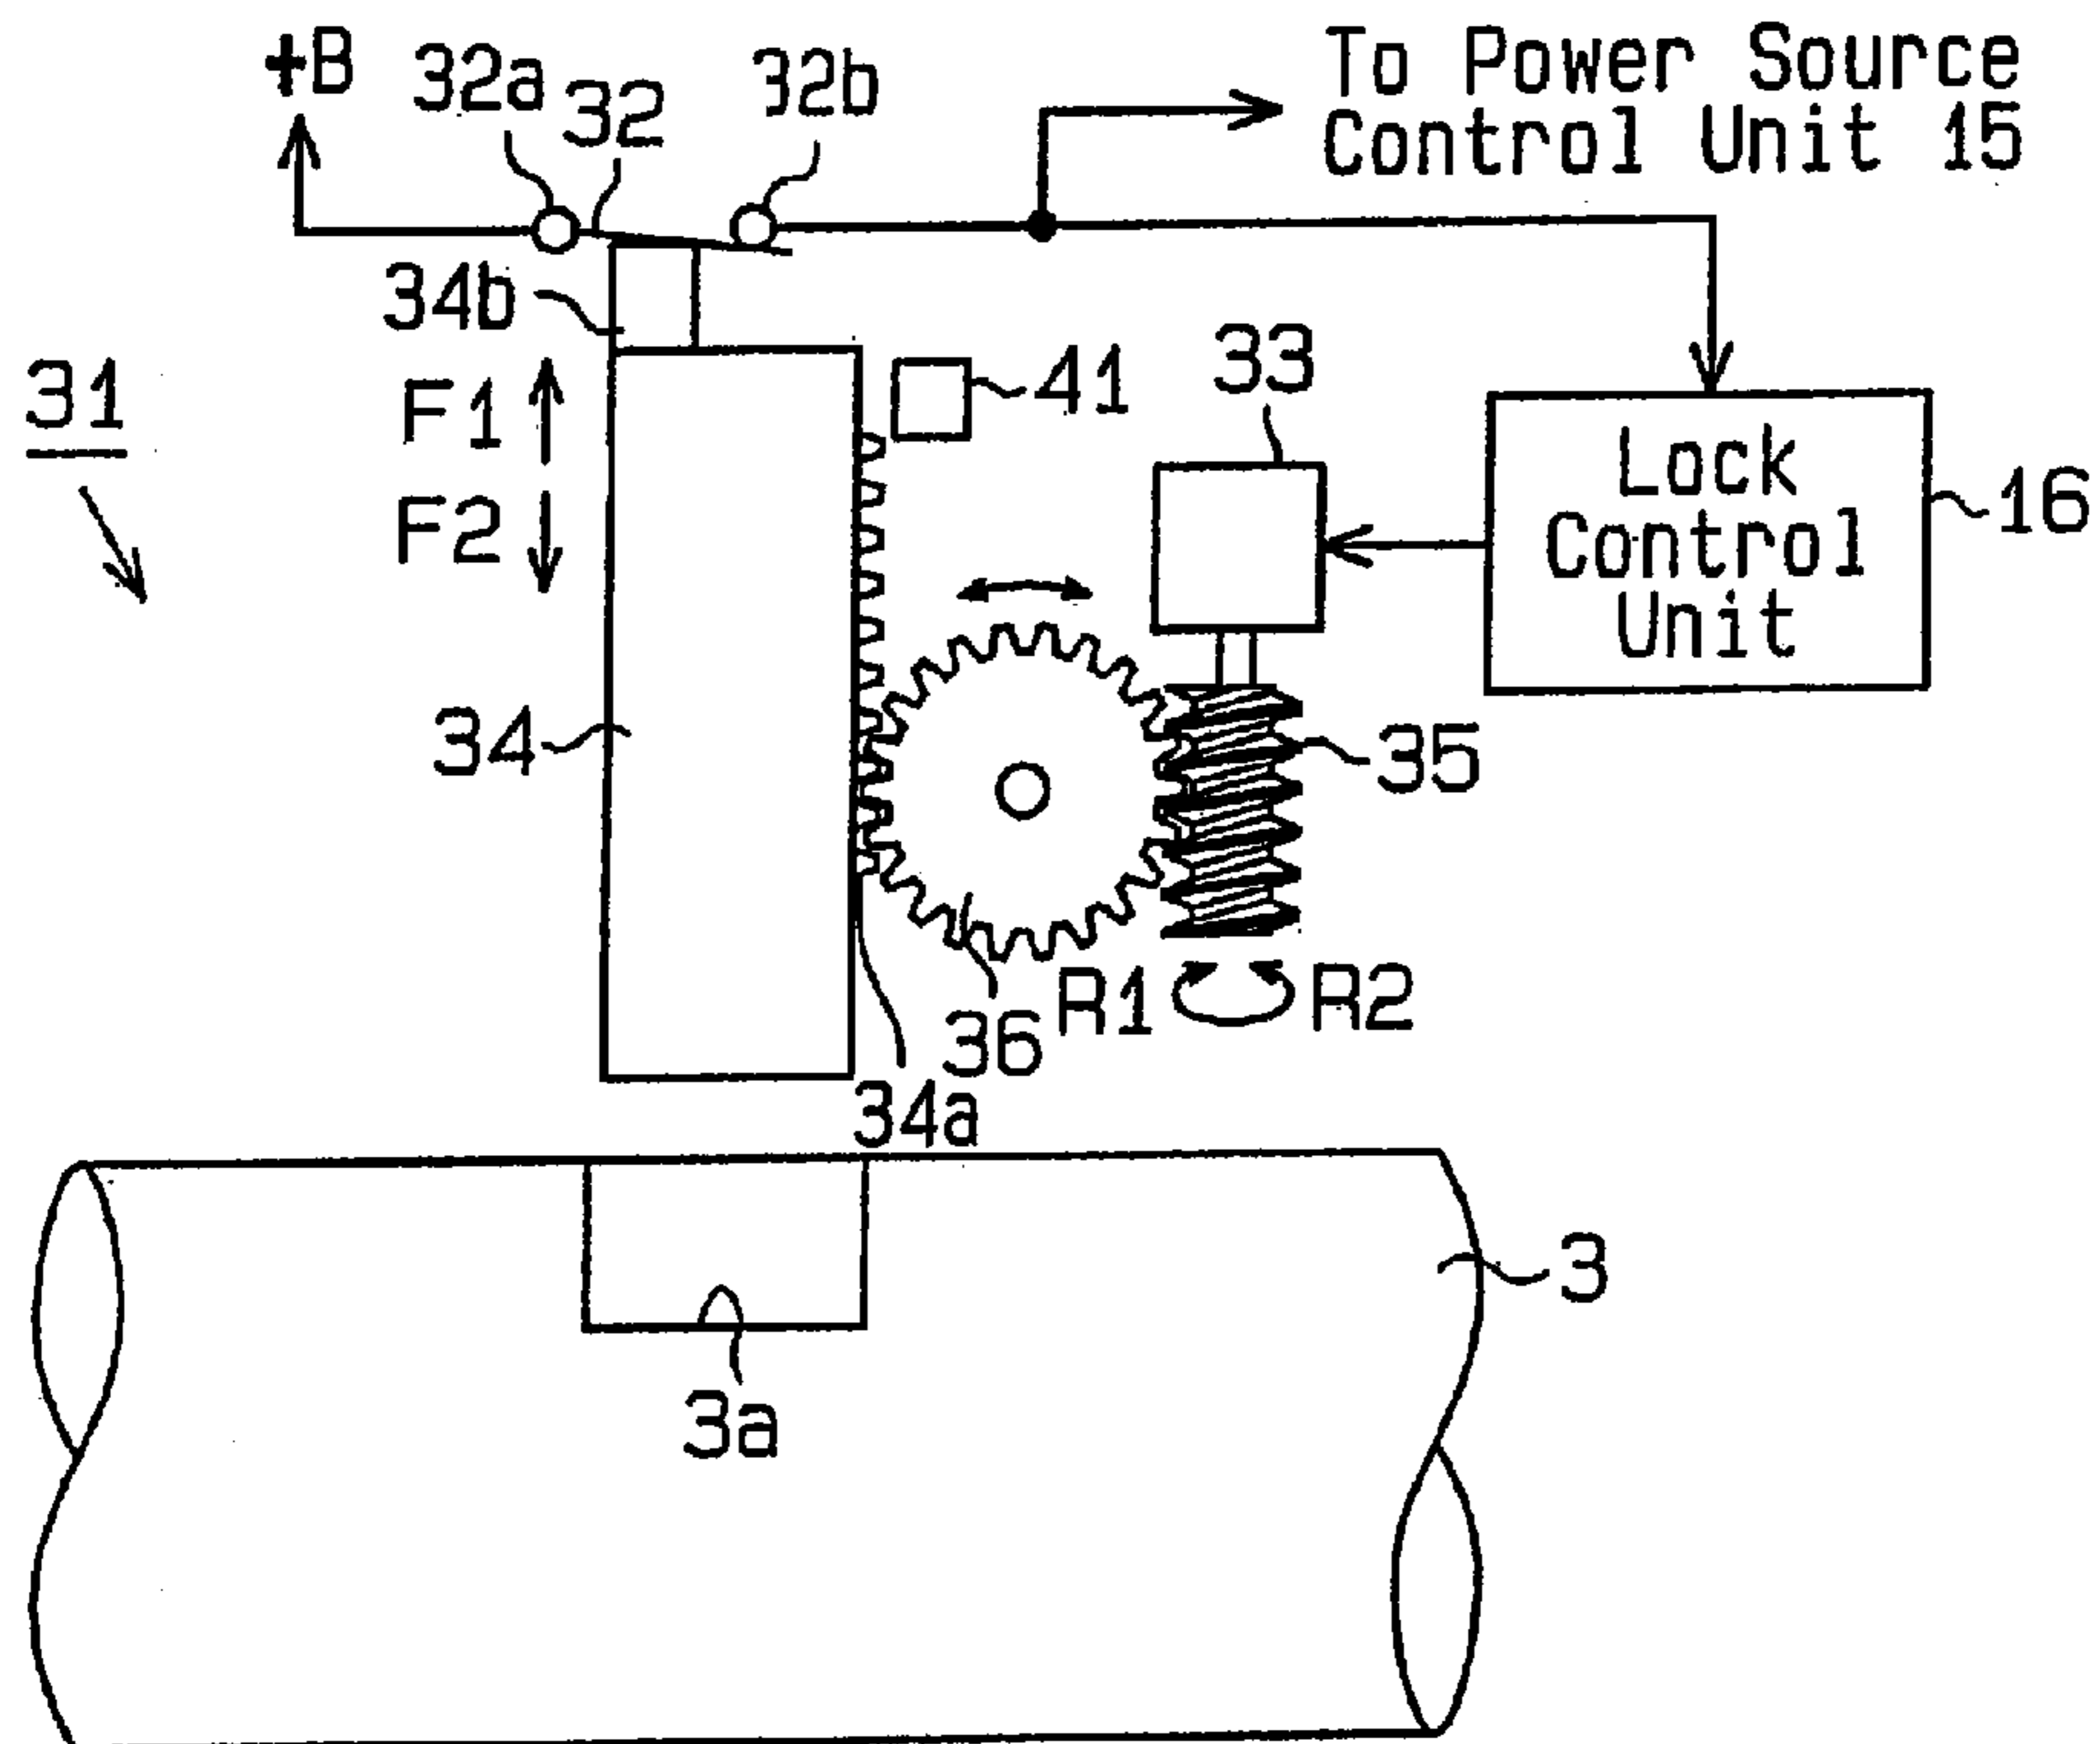 +B
32a
32
32b
To Power Source
Control Unit 15
34b
31
F1
F2
41
33
Lock
Control
Unit
16
34
35
36
R1
R2
34a
3
3a